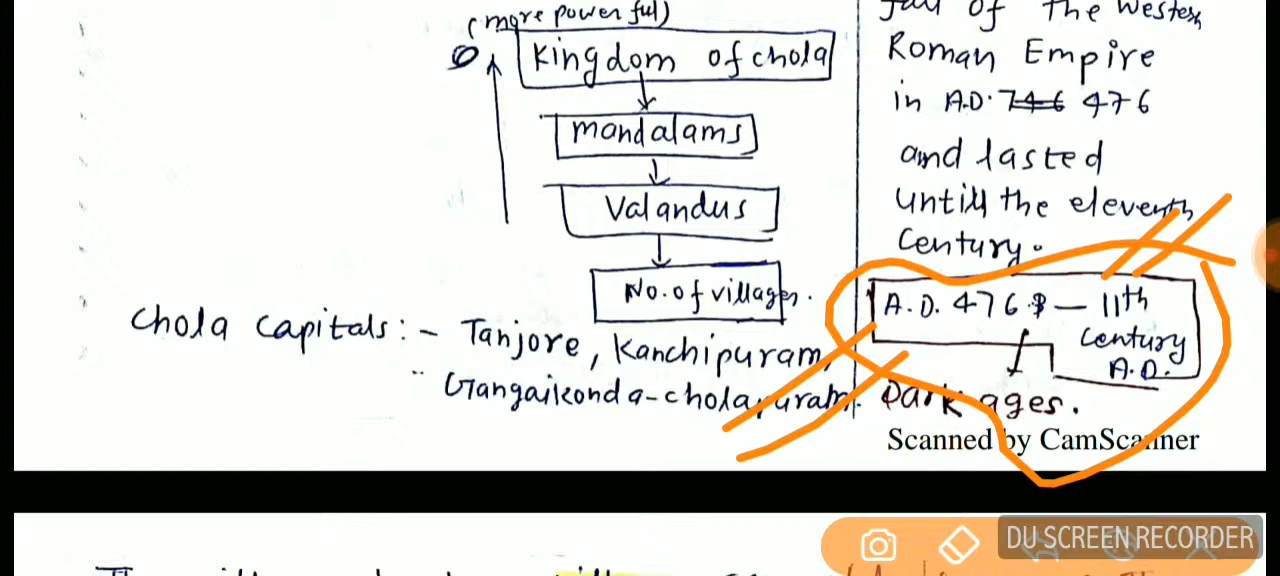 (more powerful)
Kingdom of chola
mandalams
Valandus
No. of villages.
Chola Capitals: - Tanjore, Kanchipuram,
Gangaikonda-cholapuram.
fall of the western
Roman Empire
in A.D. 746 476
and lasted
untill the eleventh
Century.
A.D. 476 - 11th
Century
A.D.
Dark ages.
Scanned by CamScanner
DU SCREEN RECORDER